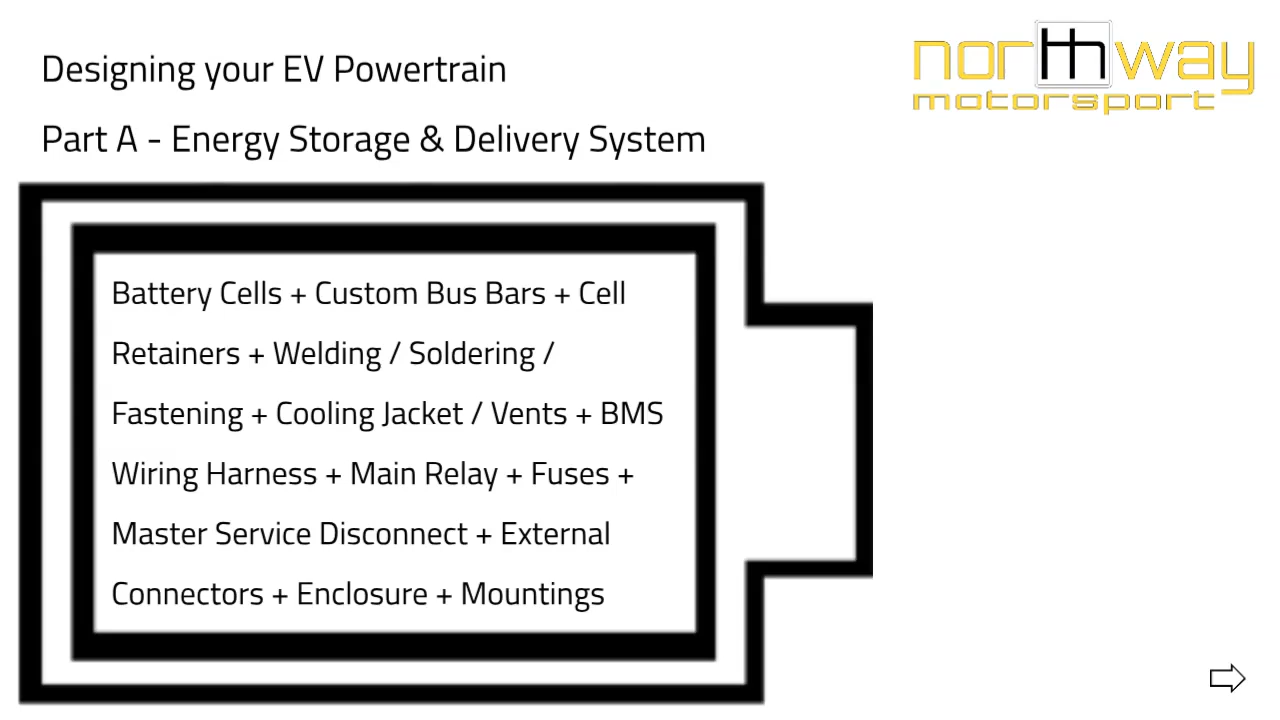 Designing your EV Powertrain
Part A - Energy Storage & Delivery System
northway
motorsport
Battery Cells + Custom Bus Bars + Cell
Retainers + Welding / Soldering /
Fastening + Cooling Jacket / Vents + BMS
Wiring Harness + Main Relay + Fuses +
Master Service Disconnect + External
Connectors + Enclosure + Mountings